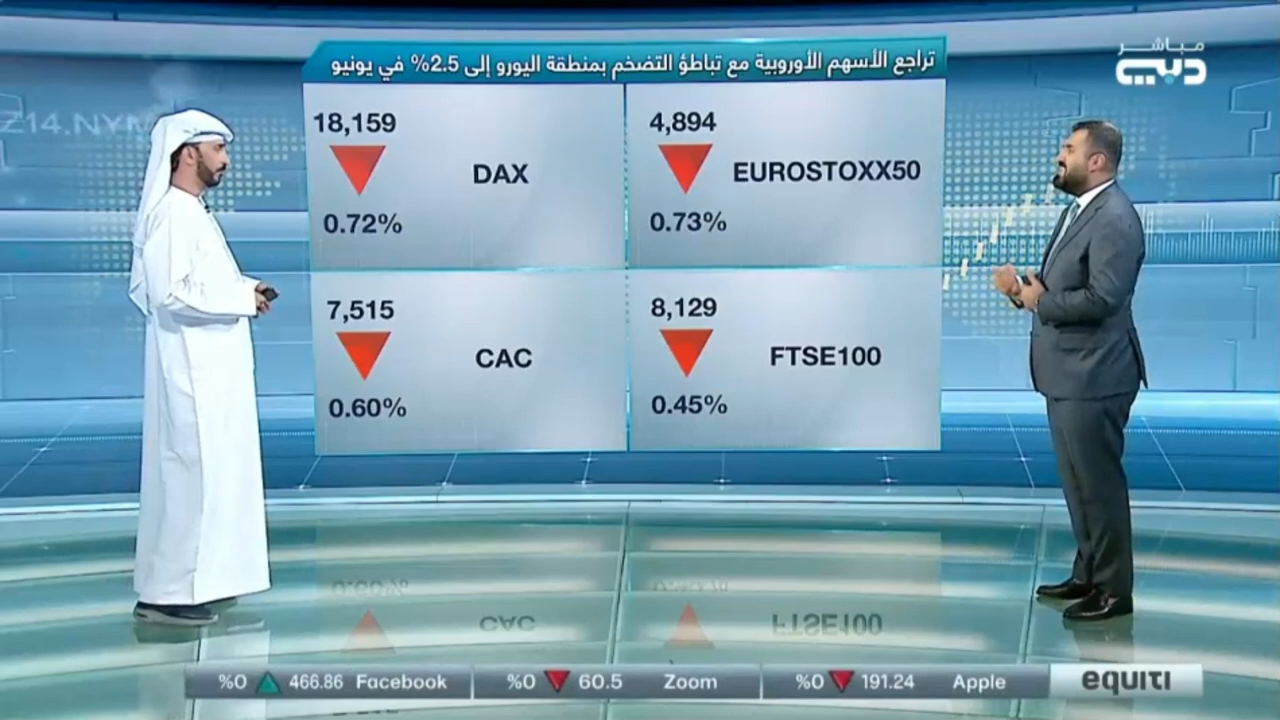 مباشر
دبي
تراجع الأسهم الأوروبية مع تباطؤ التضخم بمنطقة اليورو إلى 2.5% في يونيو
4,894
EUROSTOXX50
0.73%
18,159
DAX
0.72%
8,129
FTSE100
0.45%
7,515
CAC
0.60%
Z14.NYM
equiti
Apple 191.24 %0
Zoom 60.5 %0
Facebook 466.86 %0